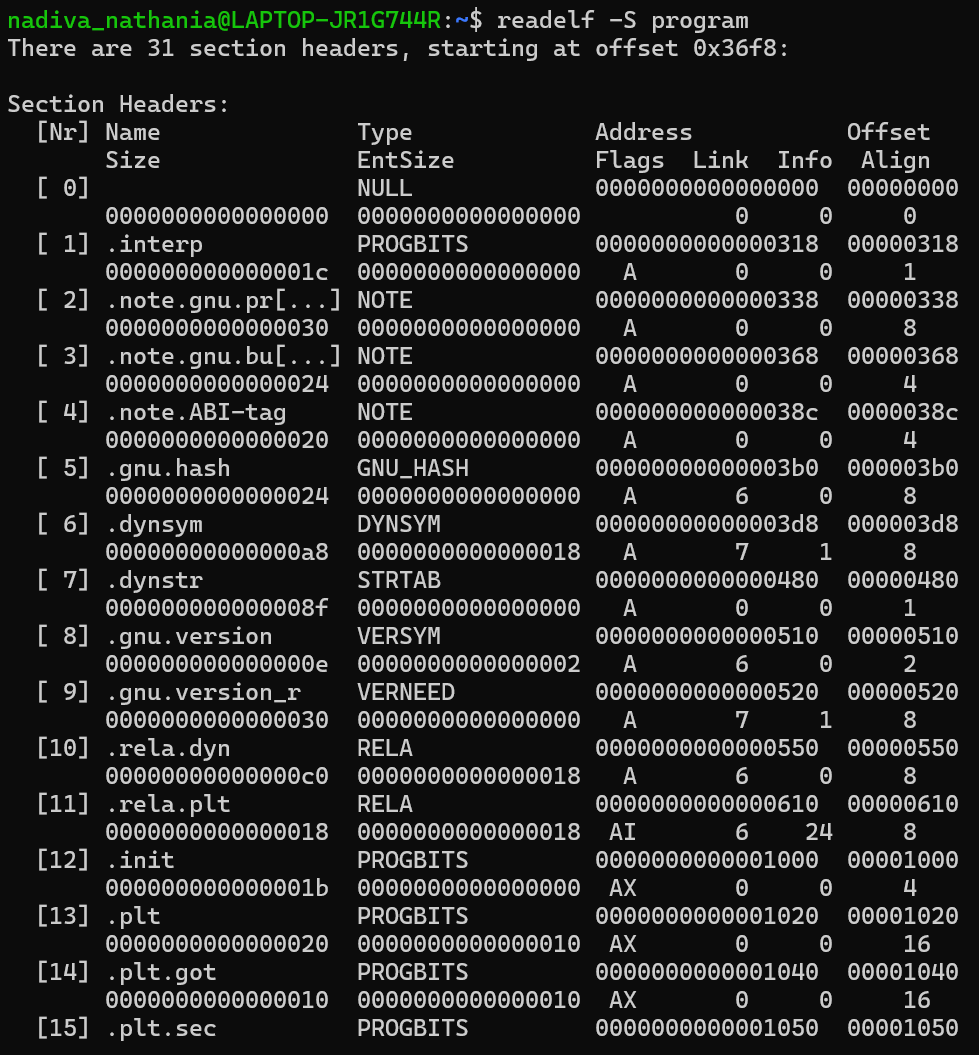 nadiva_nathania@LAPTOP-JR1G744R:~$ readelf -S program
There are 31 section headers, starting at offset 0x36f8:

Section Headers:
  [Nr] Name              Type             Address           Offset
       Size              EntSize          Flags  Link  Info  Align
  [ 0]                   NULL             0000000000000000  00000000
       0000000000000000  0000000000000000           0     0     0
  [ 1] .interp           PROGBITS         0000000000000318  00000318
       000000000000001c  0000000000000000   A       0     0     1
  [ 2] .note.gnu.pr[...] NOTE             0000000000000338  00000338
       0000000000000030  0000000000000000   A       0     0     8
  [ 3] .note.gnu.bu[...] NOTE             0000000000000368  00000368
       0000000000000024  0000000000000000   A       0     0     4
  [ 4] .note.ABI-tag     NOTE             000000000000038c  0000038c
       0000000000000020  0000000000000000   A       0     0     4
  [ 5] .gnu.hash         GNU_HASH         00000000000003b0  000003b0
       0000000000000024  0000000000000000   A       6     0     8
  [ 6] .dynsym           DYNSYM           00000000000003d8  000003d8
       00000000000000a8  0000000000000018   A       7     1     8
  [ 7] .dynstr           STRTAB           0000000000000480  00000480
       000000000000008f  0000000000000000   A       0     0     1
  [ 8] .gnu.version      VERSYM           0000000000000510  00000510
       000000000000000e  0000000000000002   A       6     0     2
  [ 9] .gnu.version_r    VERNEED          0000000000000520  00000520
       0000000000000030  0000000000000000   A       7     1     8
  [10] .rela.dyn         RELA             0000000000000550  00000550
       00000000000000c0  0000000000000018   A       6     0     8
  [11] .rela.plt         RELA             0000000000000610  00000610
       0000000000000018  0000000000000018  AI       6    24     8
  [12] .init             PROGBITS         0000000000001000  00001000
       000000000000001b  0000000000000000  AX       0     0     4
  [13] .plt              PROGBITS         0000000000001020  00001020
       0000000000000020  0000000000000010  AX       0     0     16
  [14] .plt.got          PROGBITS         0000000000001040  00001040
       0000000000000010  0000000000000010  AX       0     0     16
  [15] .plt.sec          PROGBITS         0000000000001050  00001050